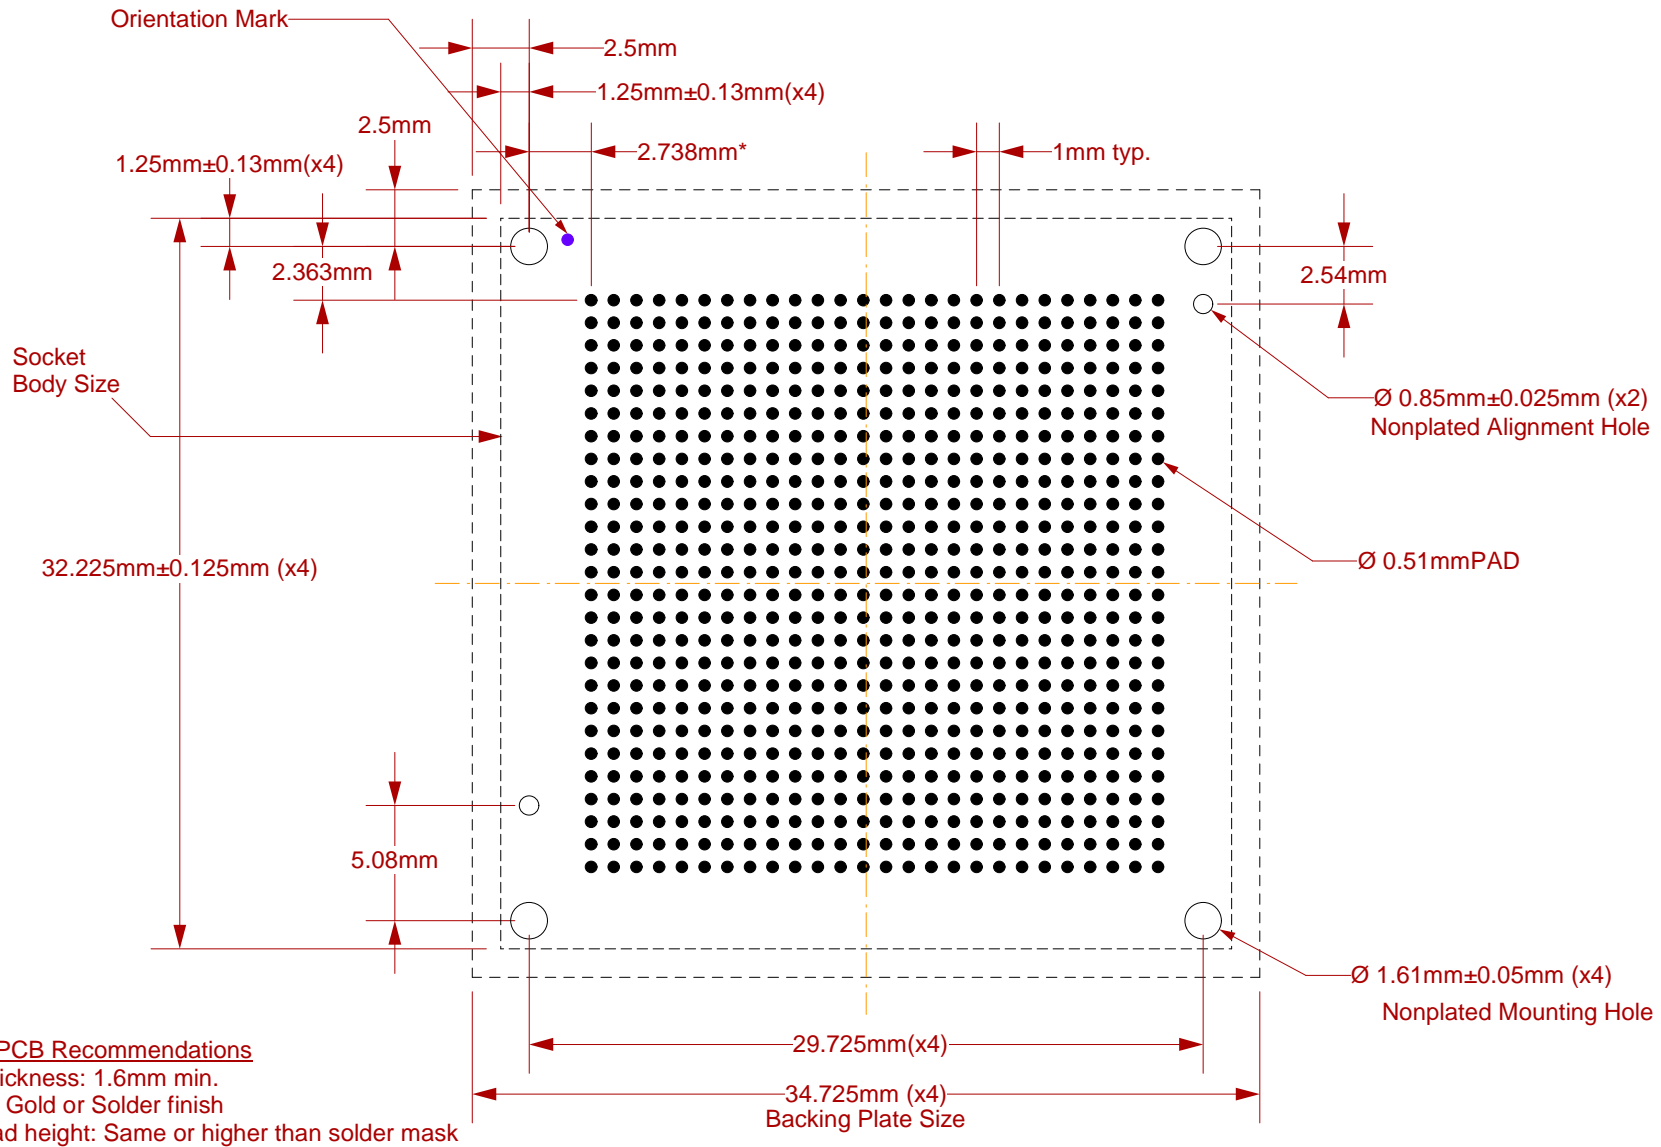 Orientation Mark
2.5mm
1.25mm±0.13mm(x4)
2.5mm
2.738mm*
1mm typ.
1.25mm±0.13mm(x4)
2.363mm
2.54mm
Socket
Body Size
Ø 0.85mm±0.025mm (x2)
Nonplated Alignment Hole
32.225mm±0.125mm (x4)
Ø 0.51mmPAD
5.08mm
Ø 1.61mm±0.05mm (x4)
Nonplated Mounting Hole
29.725mm(x4)
34.725mm (x4)
Backing Plate Size
PCB Recommendations
ickness: 1.6mm min.
Gold or Solder finish
ad height: Same or higher than solder mask